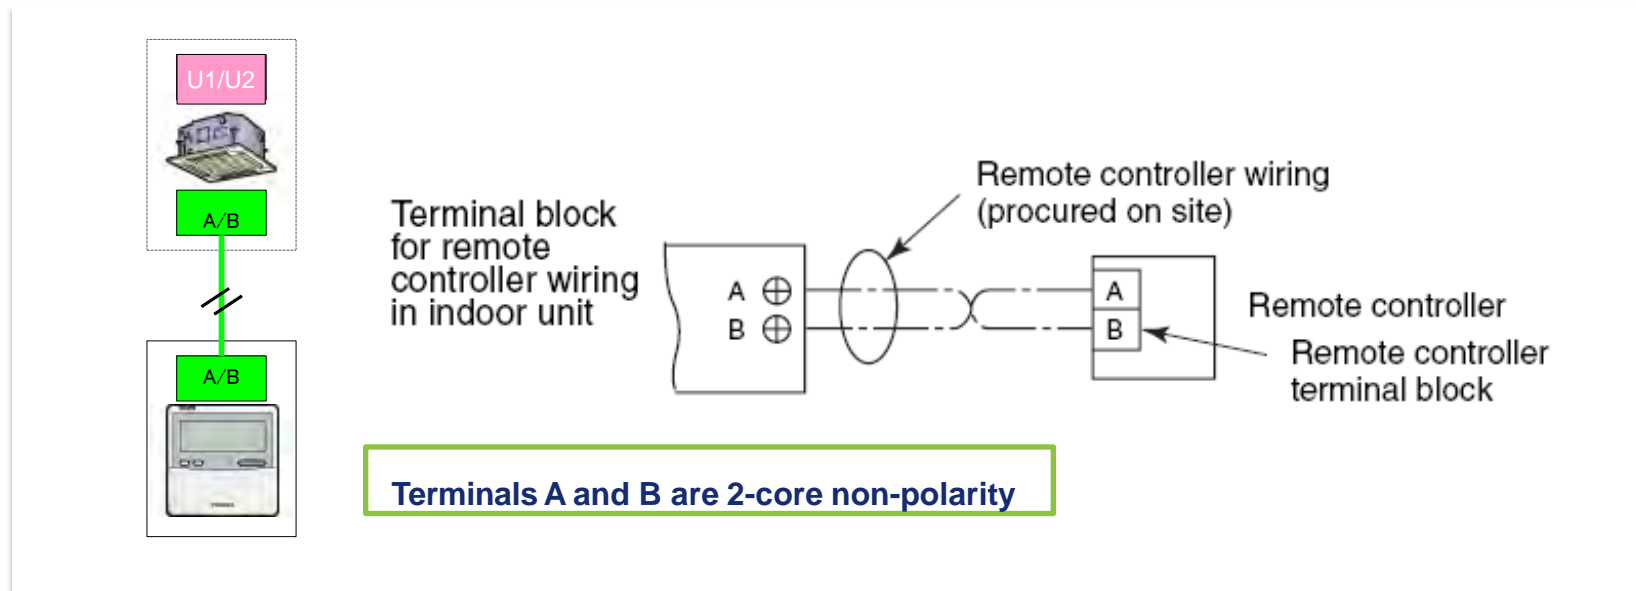 U1/U2
A/B
A/B
Terminal block
for remote
controller wiring
in indoor unit
Remote controller wiring
(procured on site)
A
B
A
B
Remote controller
Remote controller
terminal block
Terminals A and B are 2-core non-polarity